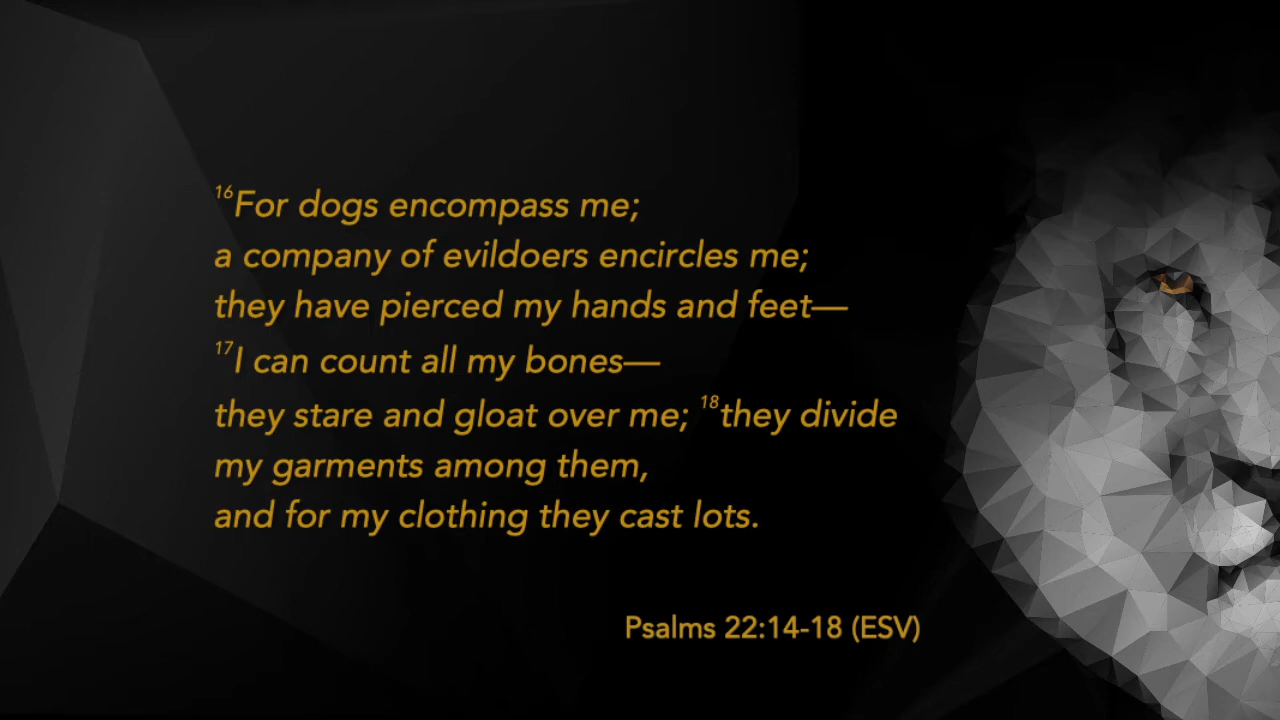 16For dogs encompass me;
a company of evildoers encircles me;
they have pierced my hands and feet—
17I can count all my bones—
they stare and gloat over me; 18they divide
my garments among them,
and for my clothing they cast lots.
Psalms 22:14-18 (ESV)